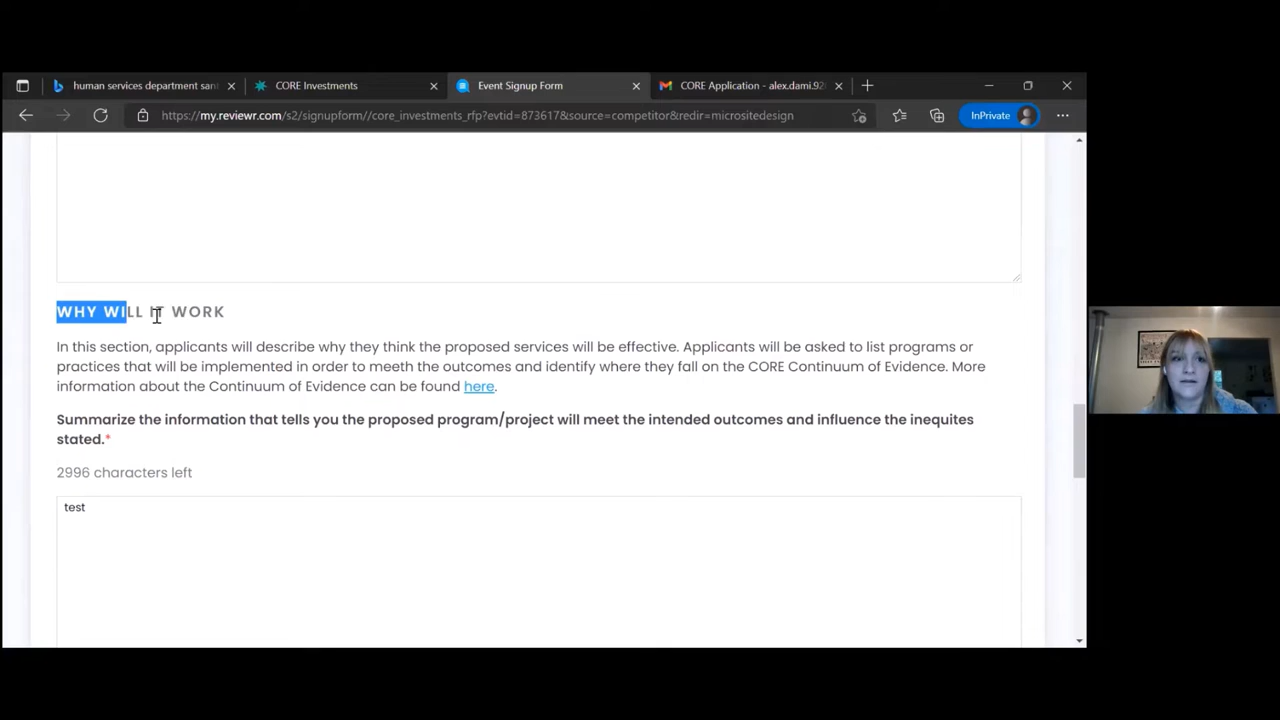 human services department sant
CORE Investments
Event Signup Form
CORE Application - alex.dami.92
https://my.reviewr.com/s2/signupform//core_investments_rfp?evtid=873617&source=competitor&redir=micrositedesign
InPrivate
WHY WILL IT WORK
In this section, applicants will describe why they think the proposed services will be effective. Applicants will be asked to list programs or
practices that will be implemented in order to meeth the outcomes and identify where they fall on the CORE Continuum of Evidence. More
information about the Continuum of Evidence can be found here.
Summarize the information that tells you the proposed program/project will meet the intended outcomes and influence the inequites
stated.*
2996 characters left
test